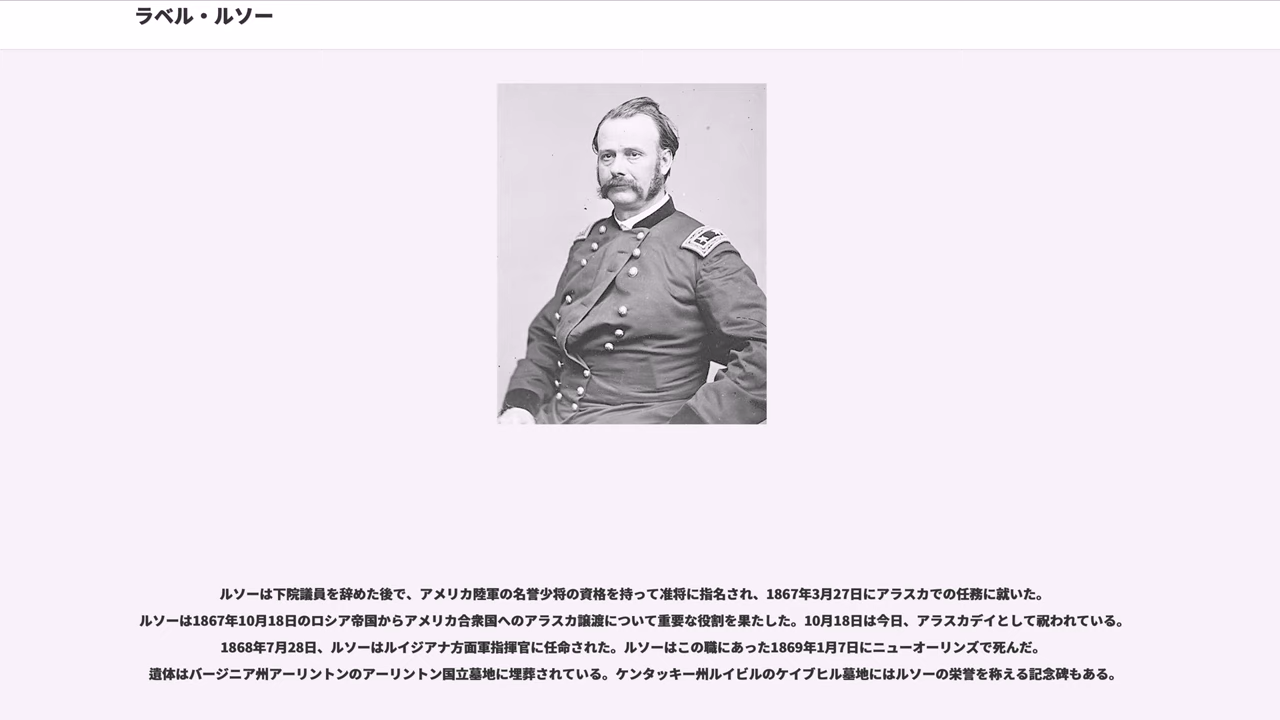 ラベル・ルソー
ルソーは下院議員を辞めた後で、アメリカ陸軍の名誉少将の資格を持って准将に指名され、1867年3月27日にアラスカでの任務に就いた。
ルソーは1867年10月18日のロシア帝国からアメリカ合衆国へのアラスカ譲渡について重要な役割を果たした。10月18日は今日、アラスカデイとして祝われている。
1868年7月28日、ルソーはルイジアナ方面軍指揮官に任命された。ルソーはこの職にあった1869年1月7日にニューオーリンズで死んだ。
遺体はバージニア州アーリントンのアーリントン国立墓地に埋葬されている。ケンタッキー州ルイビルのケイブヒル墓地にはルソーの栄誉を称える記念碑もある。